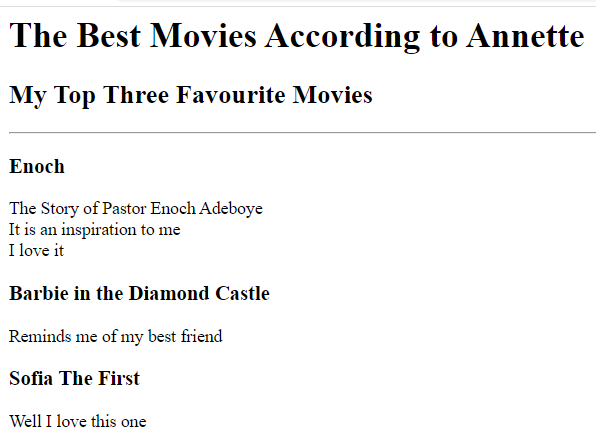 The Best Movies According to Annette
My Top Three Favourite Movies
Enoch
The Story of Pastor Enoch Adeboye
It is an inspiration to me
I love it
Barbie in the Diamond Castle
Reminds me of my best friend
Sofia The First
Well I love this one